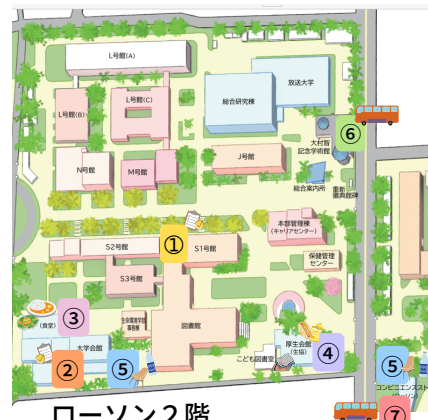 L号館(A)
放送大学
L号館(C)
総合研究棟
L号館(B)
⑥
大村智
記念学術館
J号館
N号館
M号館
総合案内所
重新
徽典館碑
本部管理棟
(キャリアセンター)
①
S2号館
S1号館
保健管理
センター
S3号館
③
(食堂)
図書館
大学会館
厚生会館
(生協)
④
こども図書室
②
⑤
⑤
コンビニエンススト
ローソン2階
⑦